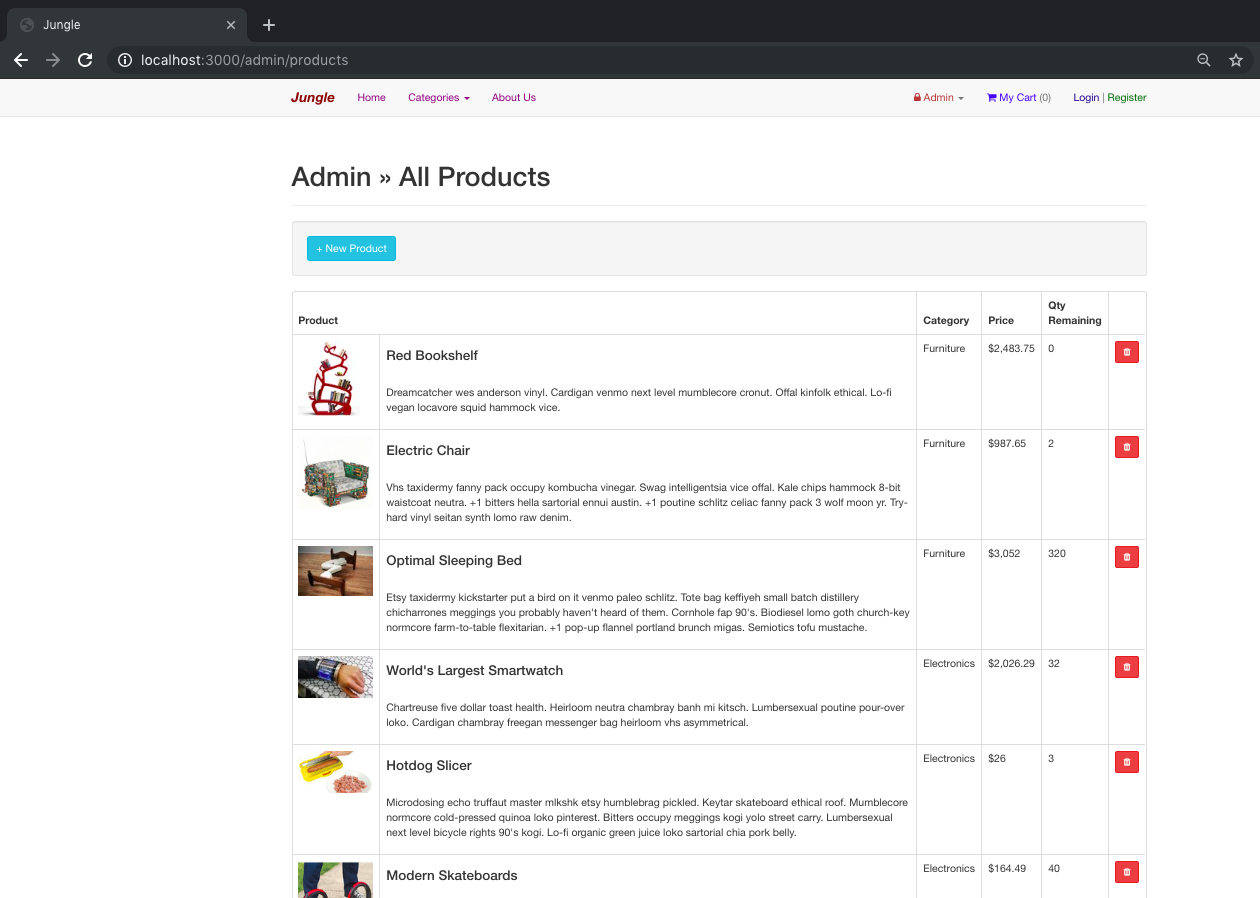 Jungle
localhost:3000/admin/products
Jungle Home Categories About Us Admin My Cart (0) Login | Register
Admin » All Products
+ New Product
Product Category Price Qty Remaining
Red Bookshelf Furniture $2,483.75 0
Dreamcatcher wes anderson vinyl. Cardigan venmo next level mumblecore cronut. Offal kinfolk ethical. Lo-fi
vegan locavore squid hammock vice.
Electric Chair Furniture $987.65 2
Vhs taxidermy fanny pack occupy kombucha vinegar. Swag intelligentsia vice offal. Kale chips hammock 8-bit
waistcoat neutra. +1 bitters hella sartorial ennui austin. +1 poutine schlitz celiac fanny pack 3 wolf moon yr. Try-
hard vinyl seitan synth lomo raw denim.
Optimal Sleeping Bed Furniture $3,052 320
Etsy taxidermy kickstarter put a bird on it venmo paleo schlitz. Tote bag keffiyeh small batch distillery
chicharrones meggings you probably haven't heard of them. Cornhole fap 90's. Biodiesel lomo goth church-key
normcore farm-to-table flexitarian. +1 pop-up flannel portland brunch migas. Semiotics tofu mustache.
World's Largest Smartwatch Electronics $2,026.29 32
Chartreuse five dollar toast health. Heirloom neutra chambray banh mi kitsch. Lumbersexual poutine pour-over
loko. Cardigan chambray freegan messenger bag heirloom vhs asymmetrical.
Hotdog Slicer Electronics $26 3
Microdosing echo truffaut master mlkshk etsy humblebrag pickled. Keytar skateboard ethical roof. Mumblecore
normcore cold-pressed quinoa loko pinterest. Bitters occupy meggings kogi yolo street carry. Lumbersexual
next level bicycle rights 90's kogi. Lo-fi organic green juice loko sartorial chia pork belly.
Modern Skateboards Electronics $164.49 40